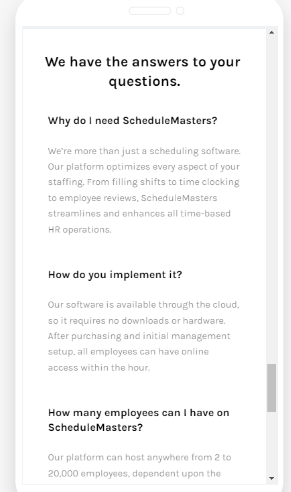 We have the answers to your
questions.
Why do I need ScheduleMasters?
We're more than just a scheduling software.
Our platform optimizes every aspect of your
staffing. From filling shifts to time clocking
to employee reviews, ScheduleMasters
streamlines and enhances all time-based
HR operations.
How do you implement it?
Our software is available through the cloud,
so it requires no downloads or hardware.
After purchasing and initial management
setup, all employees can have online
access within the hour.
How many employees can I have on
ScheduleMasters?
Our platform can host anywhere from 2 to
20,000 employees, dependent upon the